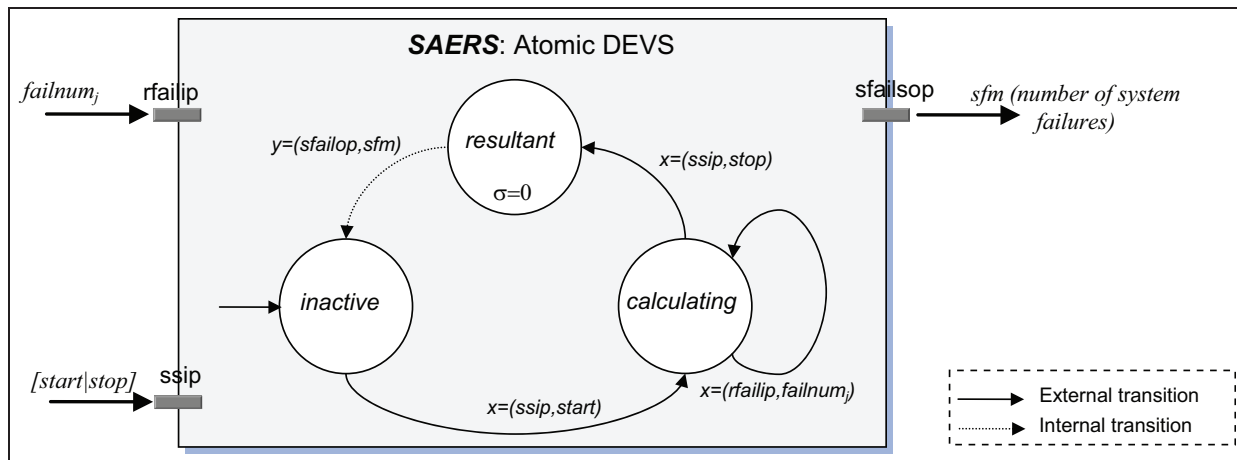 SAERS: Atomic DEVS
failnumj
rfailip
sfailsop
sfm (number of system
failures)
y=(sfailop,sfm)
resultant
σ=0
x=(ssip,stop)
inactive
calculating
[start|stop]
ssip
x=(ssip,start)
x=(rfailip,failnumj)
External transition
Internal transition